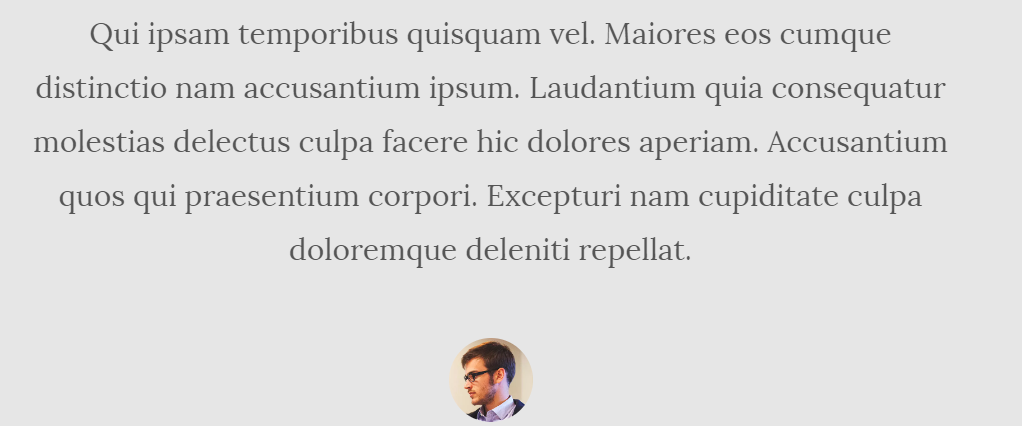 Qui ipsam temporibus quisquam vel. Maiores eos cumque
distinctio nam accusantium ipsum. Laudantium quia consequatur
molestias delectus culpa facere hic dolores aperiam. Accusantium
quos qui praesentium corpori. Excepturi nam cupiditate culpa
doloremque deleniti repellat.